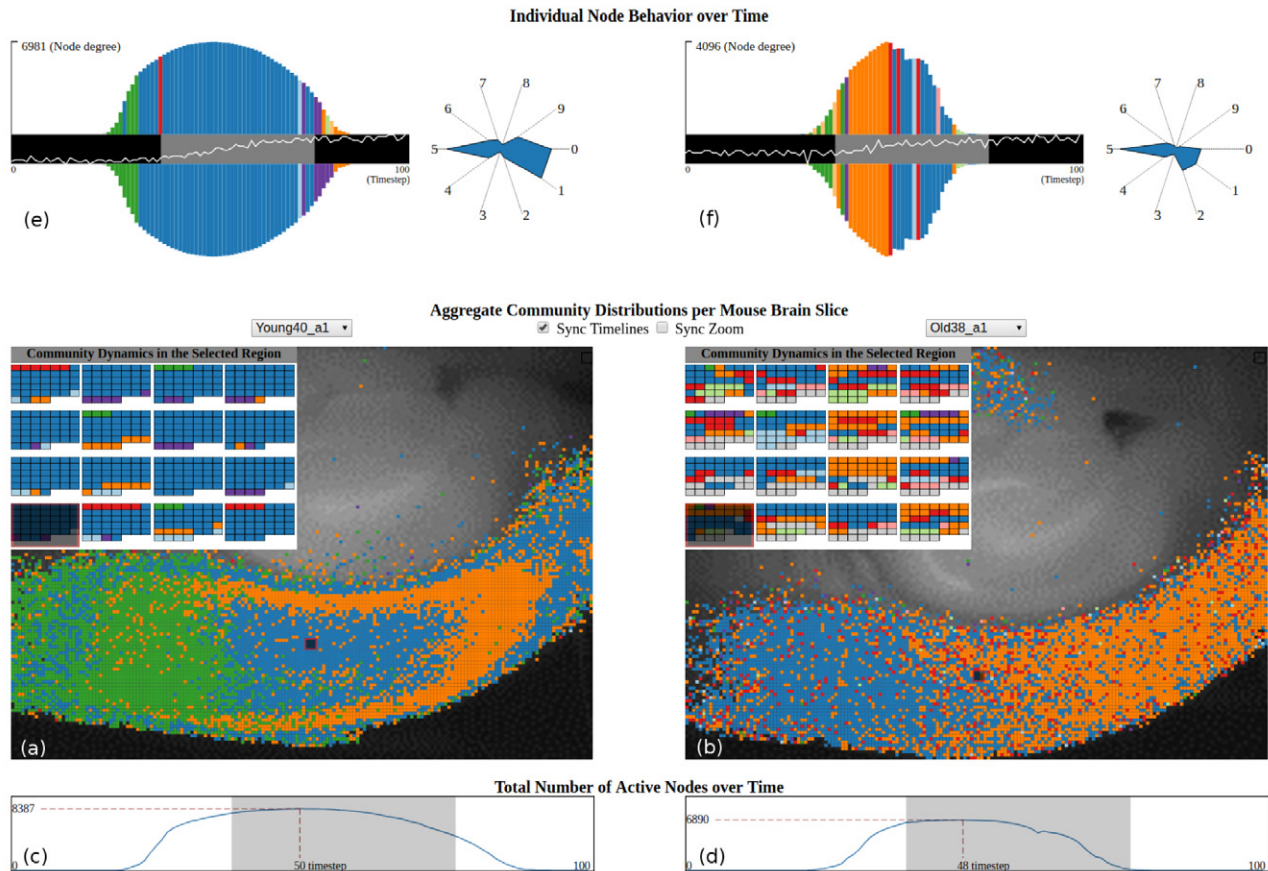 Individual Node Behavior over Time
6981 (Node degree)
0
100
(Timestep)
7
8
6
9
5
0
4
1
3
2
(e)
4096 (Node degree)
0
100
(Timestep)
7
8
6
9
5
0
4
1
3
2
(f)
Aggregate Community Distributions per Mouse Brain Slice
Young40_a1
Sync Timelines
Sync Zoom
Old38_a1
Community Dynamics in the Selected Region
(a)
Community Dynamics in the Selected Region
(b)
Total Number of Active Nodes over Time
8387
(c)
0
50 timestep
100
6890
(d)
0
48 timestep
100